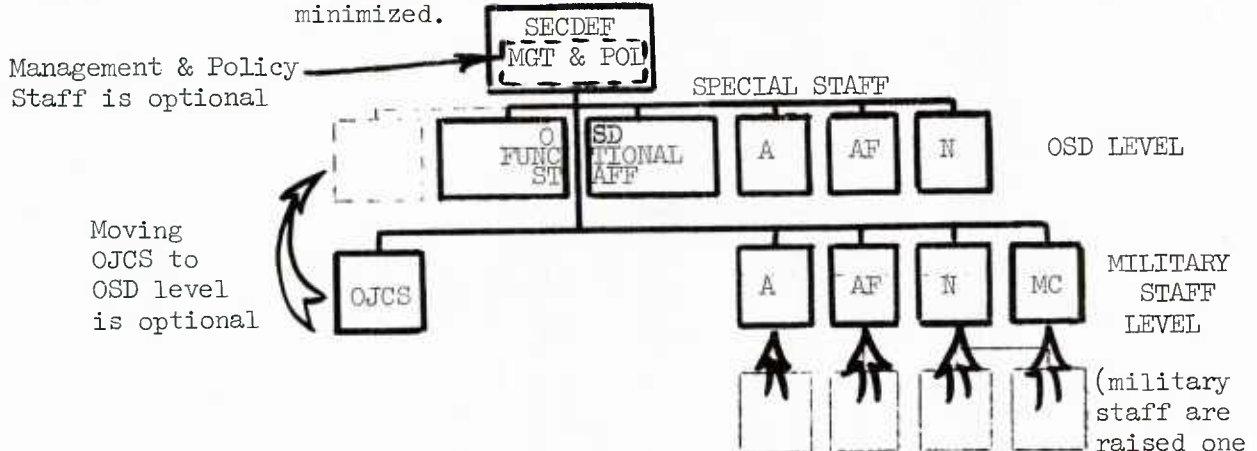 minimized.
SECDEF
MGT & POL
Management & Policy
Staff is optional
SPECIAL STAFF
OSD
FUNCTIONAL
STAFF
A
AF
N
OSD LEVEL
Moving
OJCS to
OSD level
is optional
OJCS
A
AF
N
MC
MILITARY
STAFF
LEVEL
(military
staff are
raised one